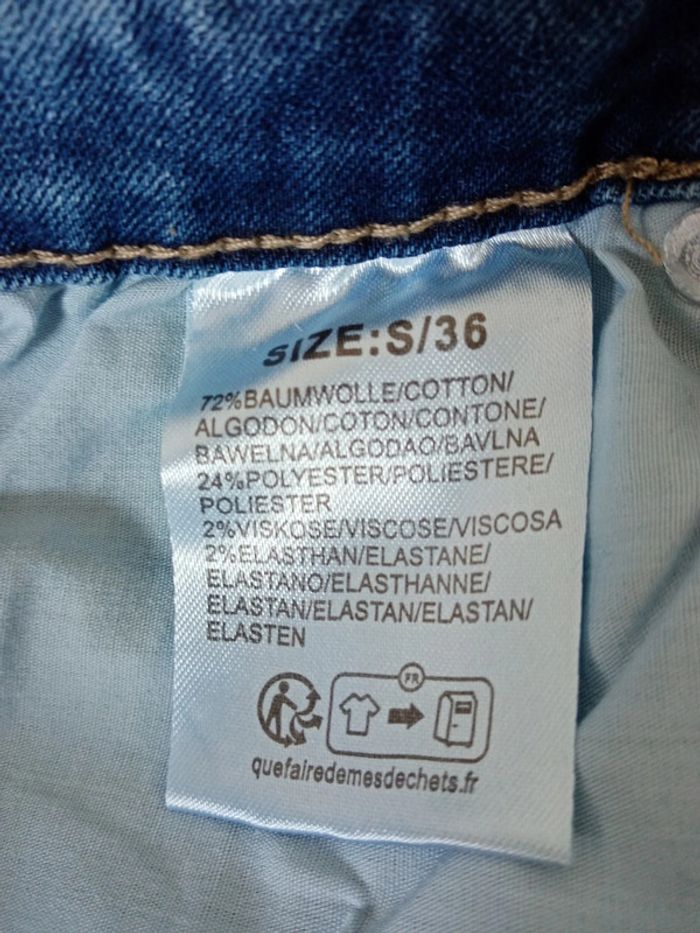 SIZE:S/36
72%BAUMWOLLE/COTTON/
ALGODON/COTON/CONTONE/
BAWELNA/ALGODAO/BAVLNA
24%POLYESTER/POLIESTERE/
POLIESTER
2%VISKOSE/VISCOSE/VISCOSA
2%ELASTHAN/ELASTANE/
ELASTANO/ELASTHANNE/
ELASTAN/ELASTAN/ELASTAN/
ELASTEN
FR
quefairedemesdechets.fr